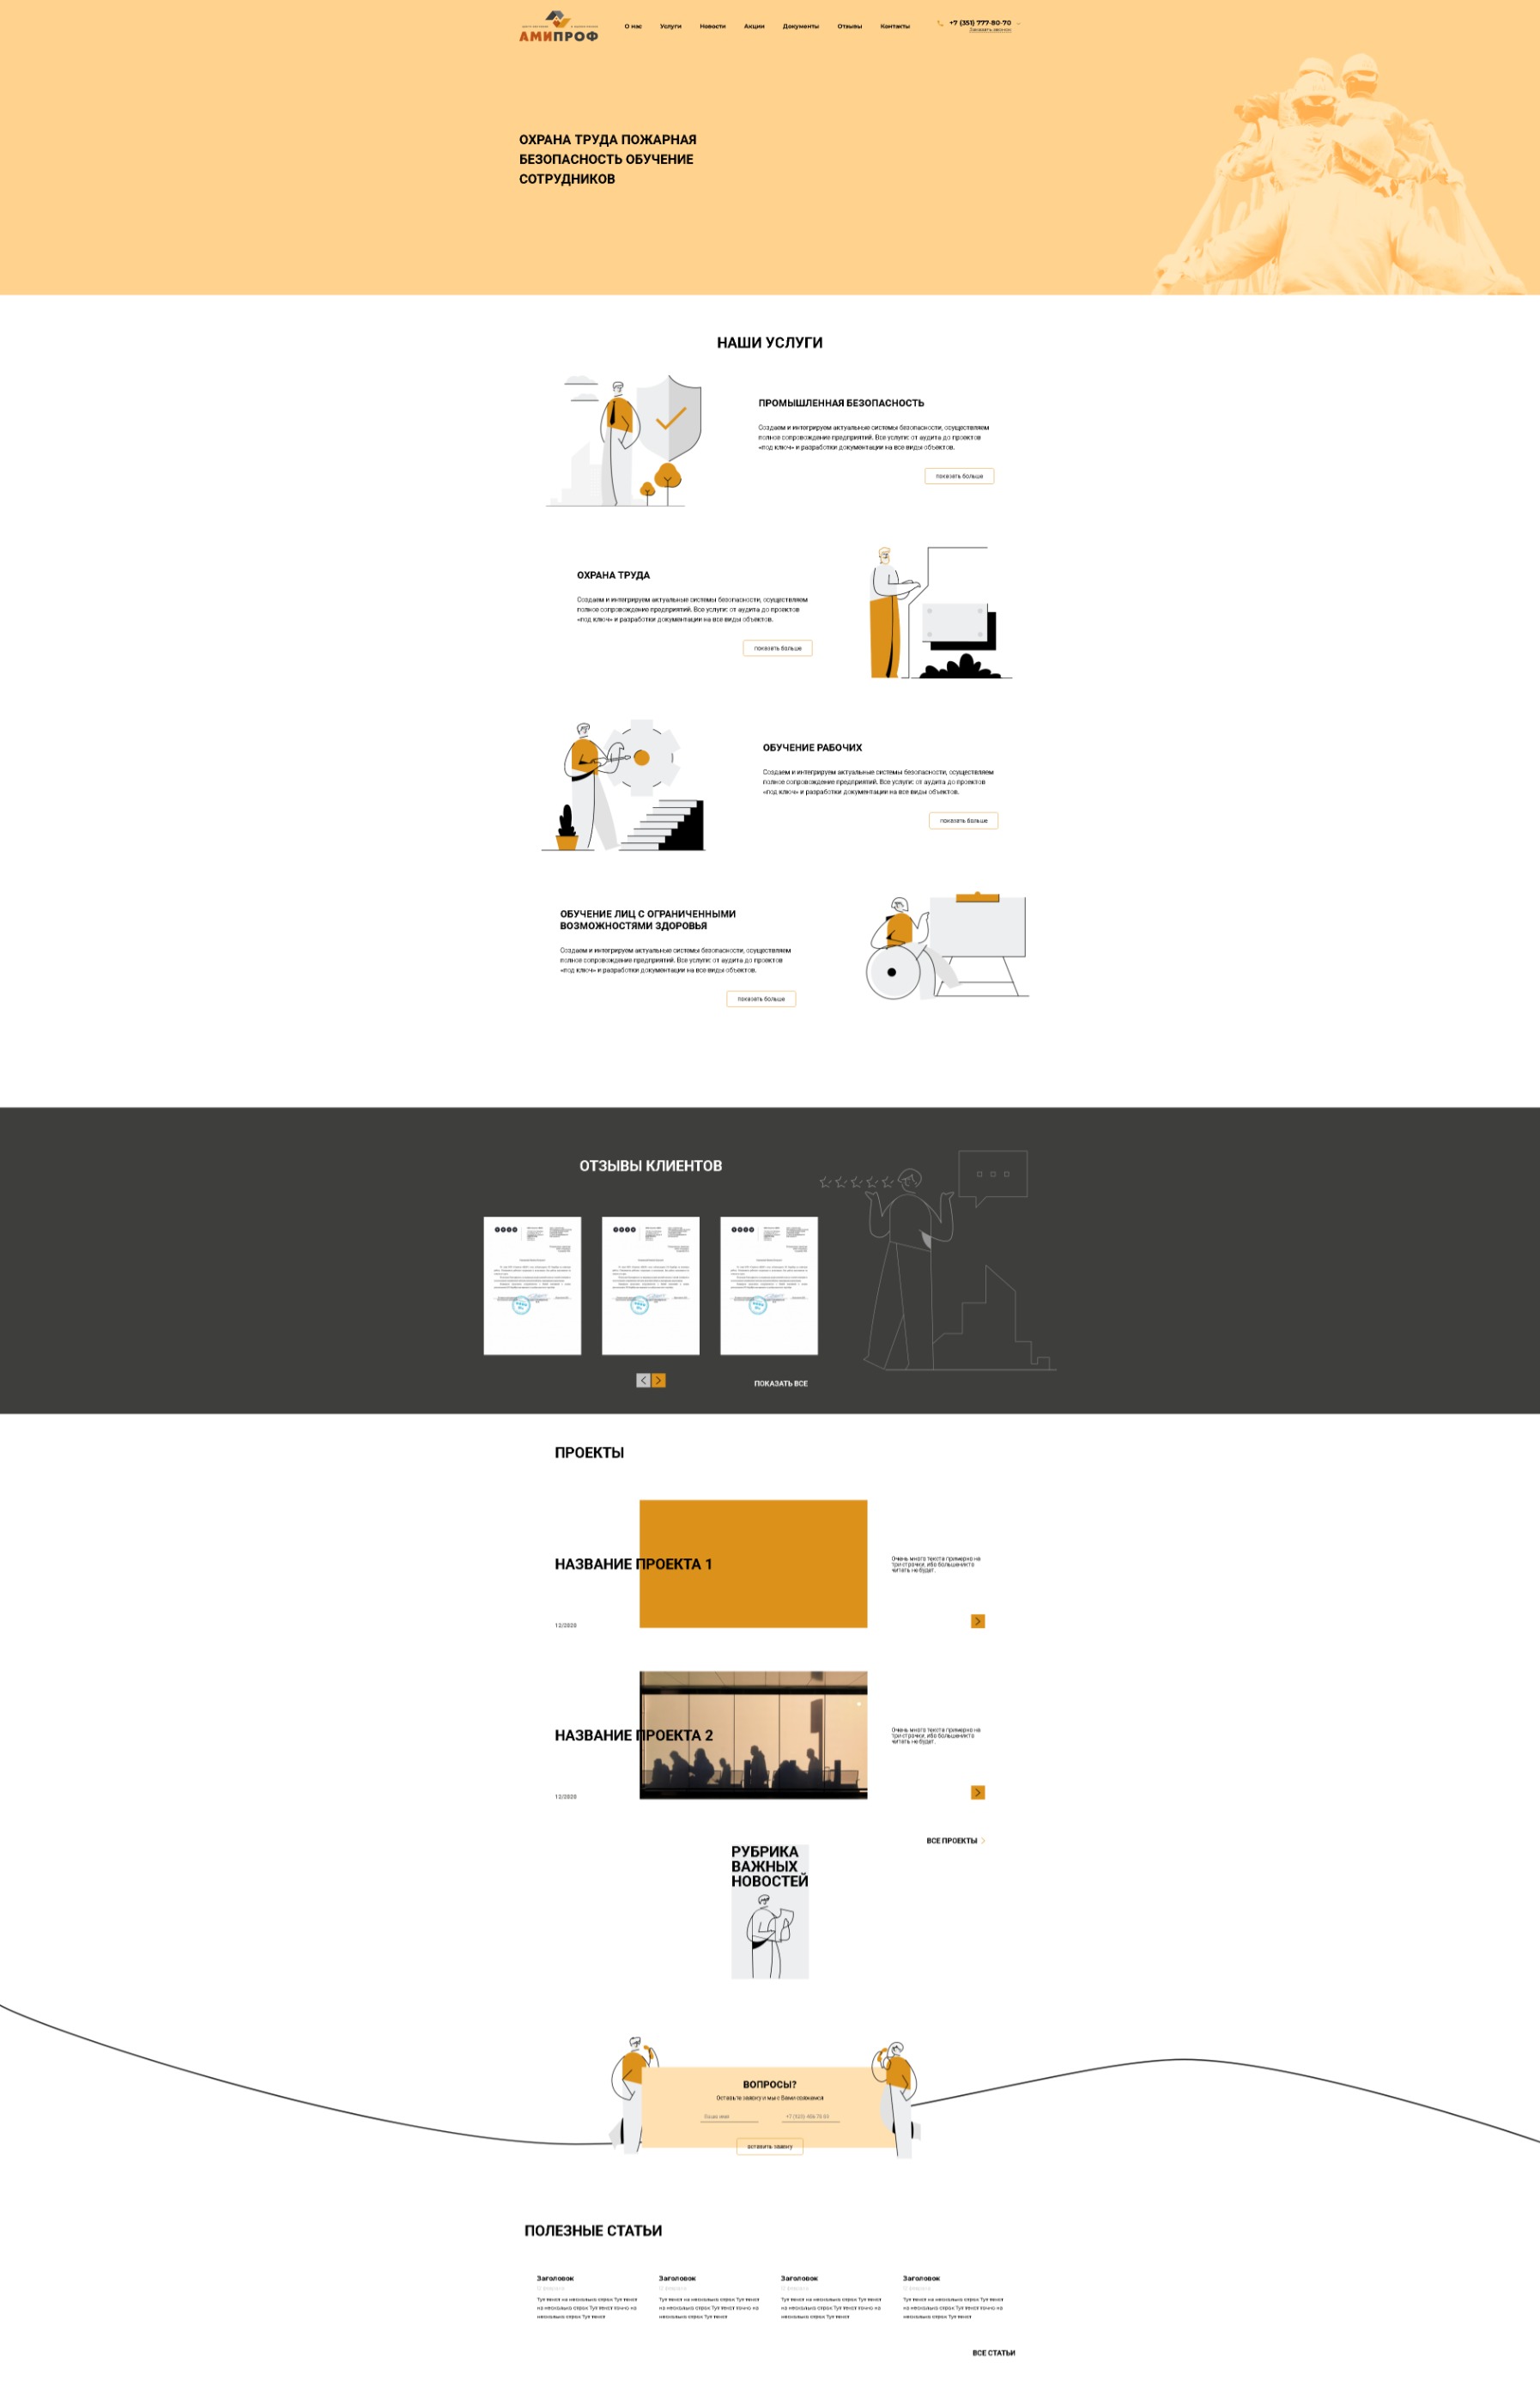 АМИПРОФ
О нас
Услуги
Новости
Акции
Документы
Отзывы
Контакты
+7 (351) 777-80-70
Заказать звонок
ОХРАНА ТРУДА ПОЖАРНАЯ
БЕЗОПАСНОСТЬ ОБУЧЕНИЕ
СОТРУДНИКОВ
НАШИ УСЛУГИ
ПРОМЫШЛЕННАЯ БЕЗОПАСНОСТЬ
Создаем и интегрируем актуальные системы безопасности, осуществляем
полное сопровождение предприятий. Все услуги: от аудита до проектов
«под ключ» и разработки документации на все виды объектов.
показать больше
ОХРАНА ТРУДА
Создаем и интегрируем актуальные системы безопасности, осуществляем
полное сопровождение предприятий. Все услуги: от аудита до проектов
«под ключ» и разработки документации на все виды объектов.
показать больше
ОБУЧЕНИЕ РАБОЧИХ
Создаем и интегрируем актуальные системы безопасности, осуществляем
полное сопровождение предприятий. Все услуги: от аудита до проектов
«под ключ» и разработки документации на все виды объектов.
показать больше
ОБУЧЕНИЕ ЛИЦ С ОГРАНИЧЕННЫМИ
ВОЗМОЖНОСТЯМИ ЗДОРОВЬЯ
Создаем и интегрируем актуальные системы безопасности, осуществляем
полное сопровождение предприятий. Все услуги: от аудита до проектов
«под ключ» и разработки документации на все виды объектов.
показать больше
ОТЗЫВЫ КЛИЕНТОВ
ПОКАЗАТЬ ВСЕ
ПРОЕКТЫ
НАЗВАНИЕ ПРОЕКТА 1
Очень много текста примерно на
три строчки, ибо больше никто
читать не будет.
12/2020
НАЗВАНИЕ ПРОЕКТА 2
Очень много текста примерно на
три строчки, ибо больше никто
читать не будет.
12/2020
ВСЕ ПРОЕКТЫ
РУБРИКА
ВАЖНЫХ
НОВОСТЕЙ
ВОПРОСЫ?
Оставьте заявку и мы с Вами свяжемся
Ваше имя
оставить заявку
ПОЛЕЗНЫЕ СТАТЬИ
Заголовок
Тут текст на несколько строк Тут текст
на несколько строк Тут текст точно на
несколько строк Тут текст
Заголовок
Тут текст на несколько строк Тут текст
на несколько строк Тут текст точно на
несколько строк Тут текст
Заголовок
Тут текст на несколько строк Тут текст
на несколько строк Тут текст точно на
несколько строк Тут текст
Заголовок
Тут текст на несколько строк Тут текст
на несколько строк Тут текст точно на
несколько строк Тут текст
ВСЕ СТАТЬИ